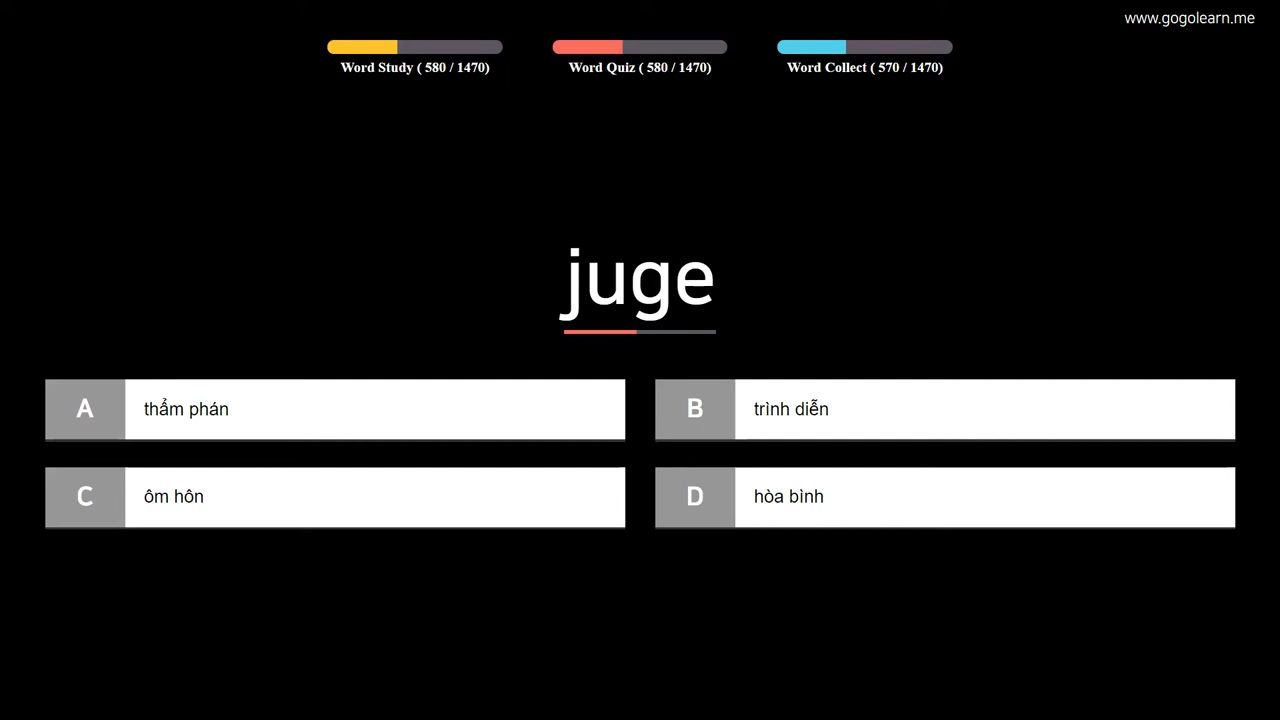 www.gogolearn.me
Word Study ( 580 / 1470)
Word Quiz ( 580 / 1470)
Word Collect ( 570 / 1470)
juge
A thẩm phán
B trình diễn
C ôm hôn
D hòa bình